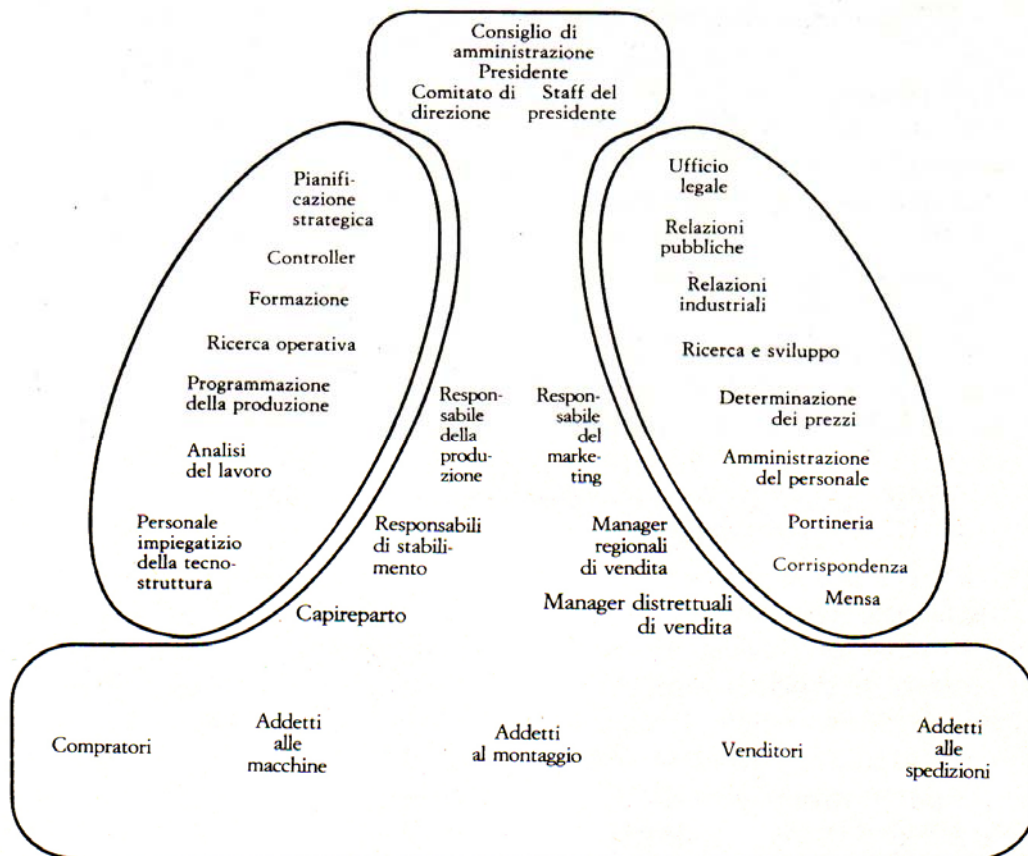 Consiglio di
amministrazione
Presidente
Comitato di
direzione
Staff del
presidente
Pianifi-
cazione
strategica
Controller
Formazione
Ricerca operativa
Programmazione
della produzione
Analisi
del lavoro
Personale
impiegatizio
della tecno-
struttura
Respon-
sabile
della
produ-
zione
Respon-
sabile
del
marke-
ting
Responsabili
di stabili-
mento
Manager
regionali
di vendita
Capireparto
Manager distrettuali
di vendita
Ufficio
legale
Relazioni
pubbliche
Relazioni
industriali
Ricerca e sviluppo
Determinazione
dei prezzi
Amministrazione
del personale
Portineria
Corrispondenza
Mensa
Compratori
Addetti
alle
macchine
Addetti
al montaggio
Venditori
Addetti
alle
spedizioni